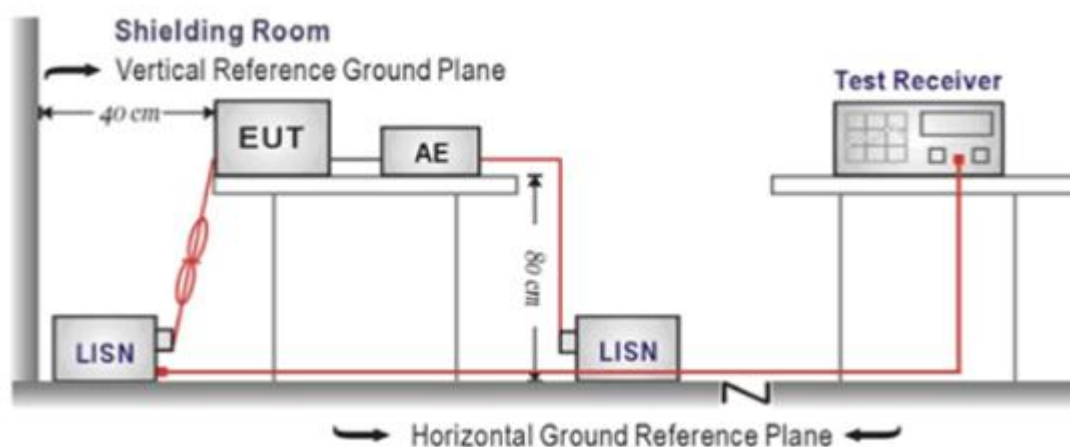 Shielding Room
Vertical Reference Ground Plane
40 cm
EUT
AE
Test Receiver
80 cm
LISN
LISN
Horizontal Ground Reference Plane